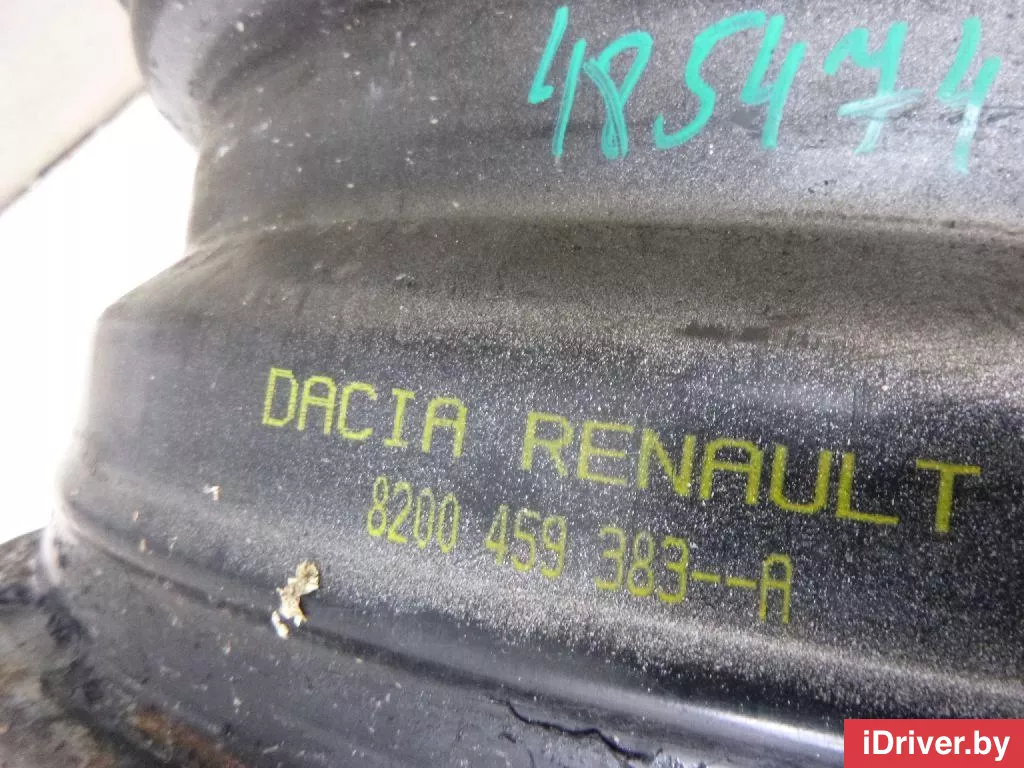 485474
DACIA RENAULT
8200 459 383--A
iDriver.by